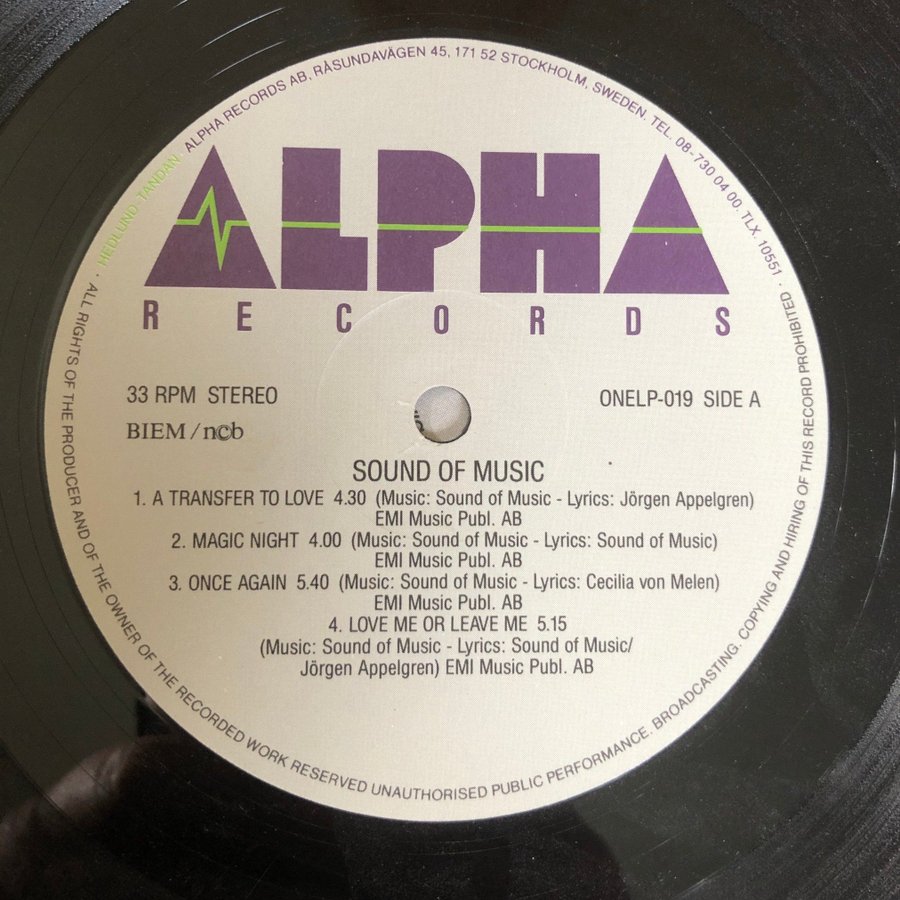 HEDLUND-TANDAN · ALPHA RECORDS AB, RÅSUNDAVÄGEN 45, 171 52 STOCKHOLM, SWEDEN. TEL. 08-730 04 00. TLX. 10551 ·
ALPHA
RECORDS
33 RPM STEREO
ONELP-019 SIDE A
BIEM/n©b
SOUND OF MUSIC
1. A TRANSFER TO LOVE 4.30 (Music: Sound of Music - Lyrics: Jörgen Appelgren)
EMI Music Publ. AB
2. MAGIC NIGHT 4.00 (Music: Sound of Music - Lyrics: Sound of Music)
EMI Music Publ. AB
3. ONCE AGAIN 5.40 (Music: Sound of Music - Lyrics: Cecilia von Melen)
EMI Music Publ. AB
4. LOVE ME OR LEAVE ME 5.15
(Music: Sound of Music - Lyrics: Sound of Music/
Jörgen Appelgren) EMI Music Publ. AB
· ALL RIGHTS OF THE PRODUCER AND OF THE OWNER OF THE RECORDED WORK RESERVED UNAUTHORISED PUBLIC PERFORMANCE. BROADCASTING. COPYING AND HIRING OF THIS RECORD PROHIBITED